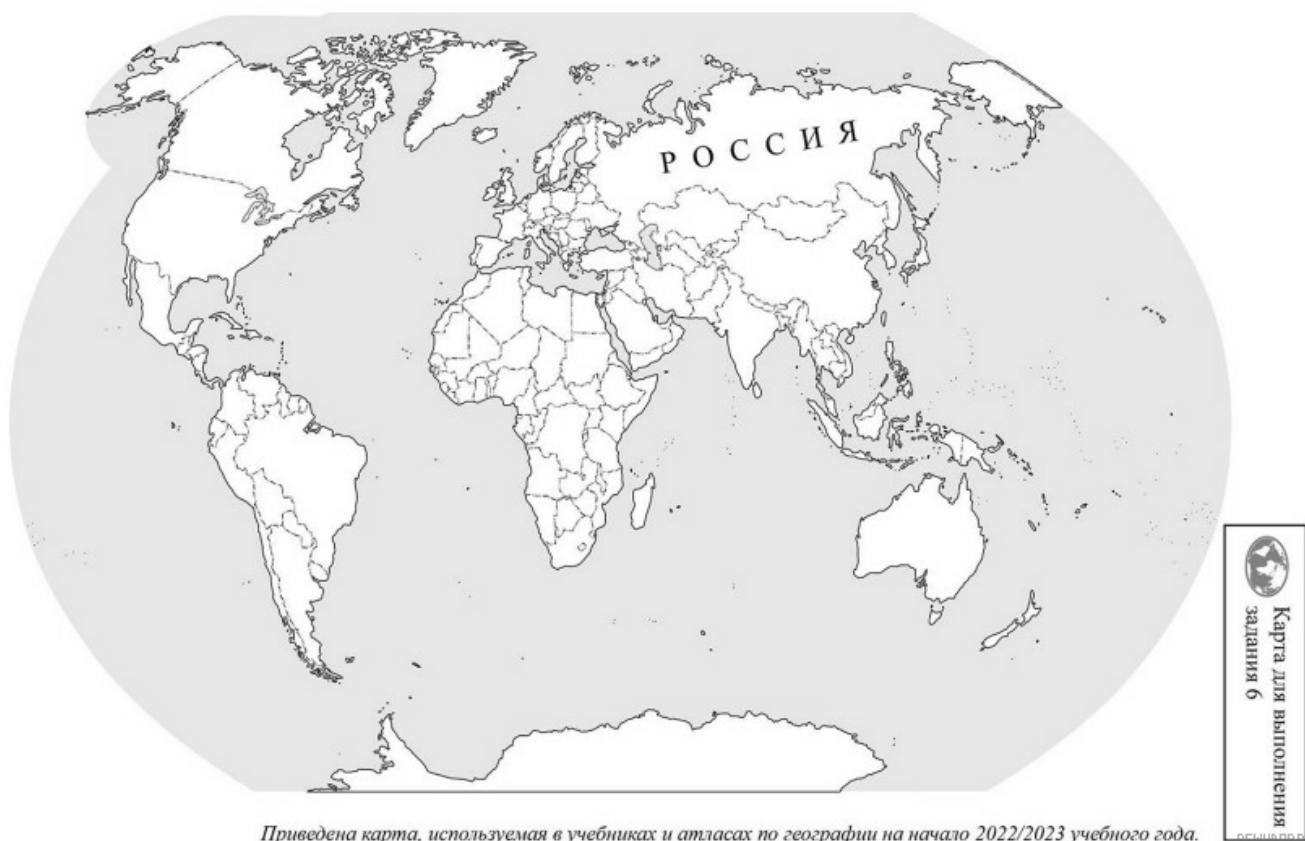 РОССИЯ
Карта для выполнения
задания 6
Приведена карта, используемая в учебниках и атласах по географии на начало 2022/2023 учебного года.